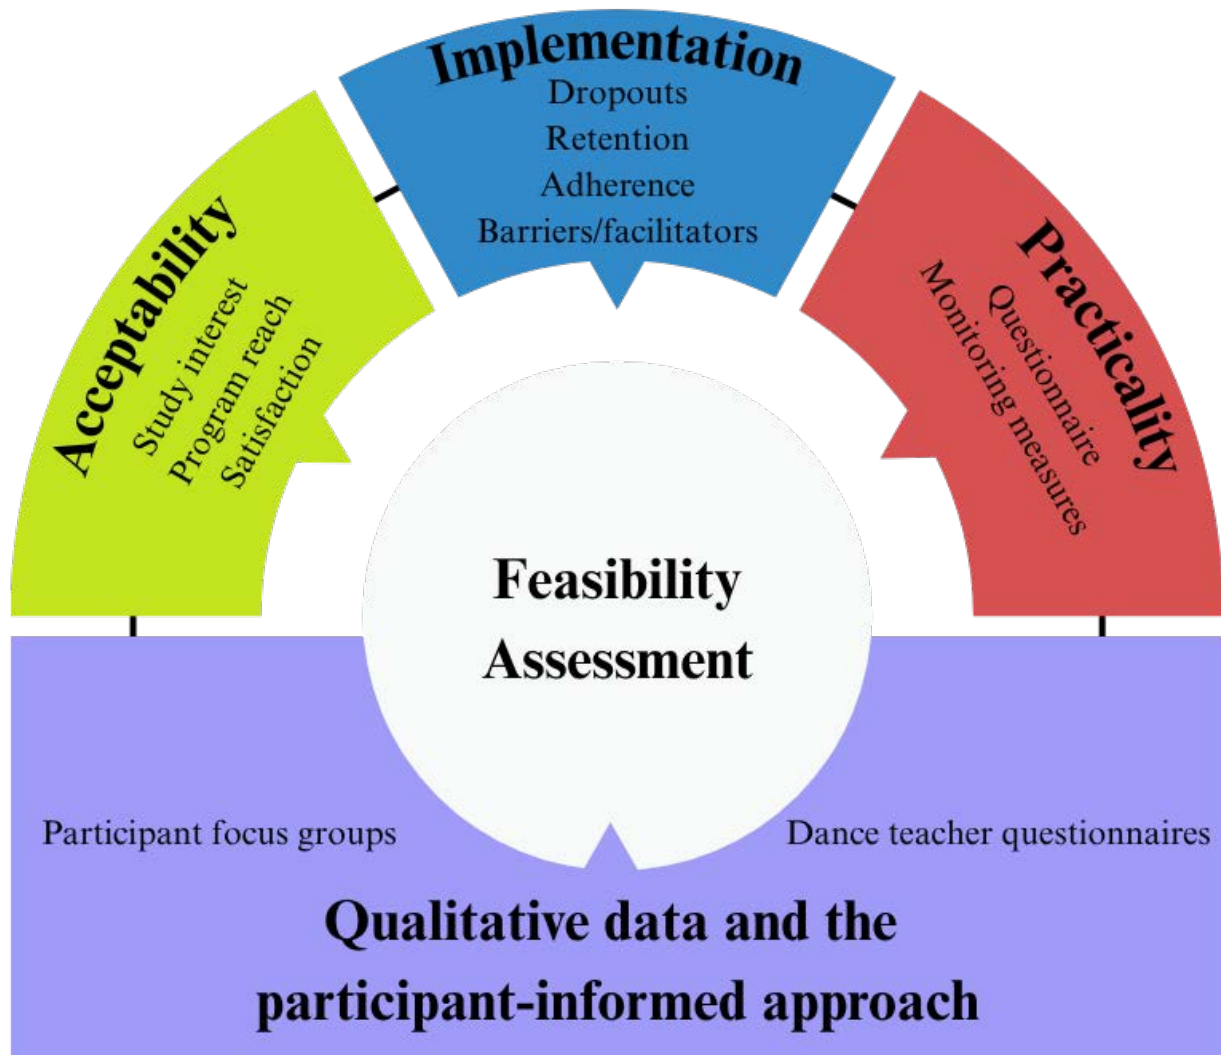 Implementation
Dropouts
Retention
Adherence
Barriers/facilitators
Acceptability
Study interest
Program reach
Satisfaction
Practicality
Questionnaire
Monitoring measures
Feasibility
Assessment
Participant focus groups
Dance teacher questionnaires
Qualitative data and the
participant-informed approach